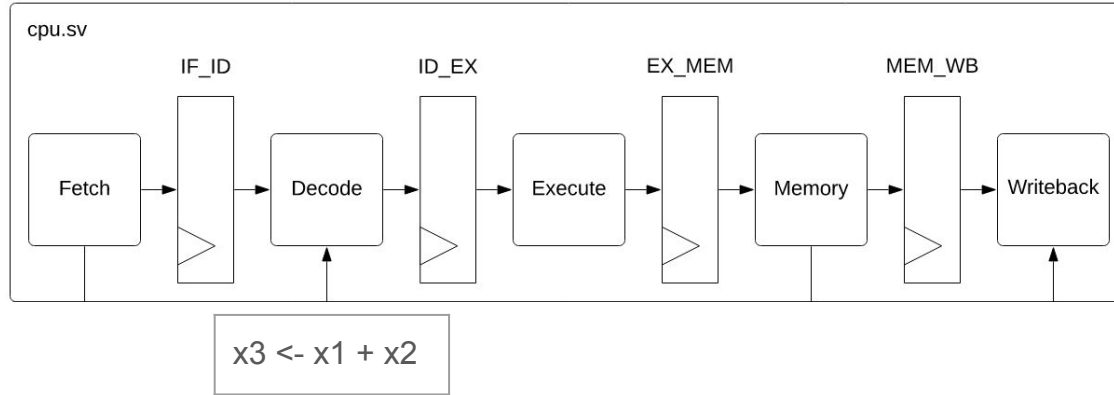 cpu.sv
IF_ID
ID_EX
EX_MEM
MEM_WB
Fetch
Decode
Execute
Memory
Writeback
x3 <- x1 + x2